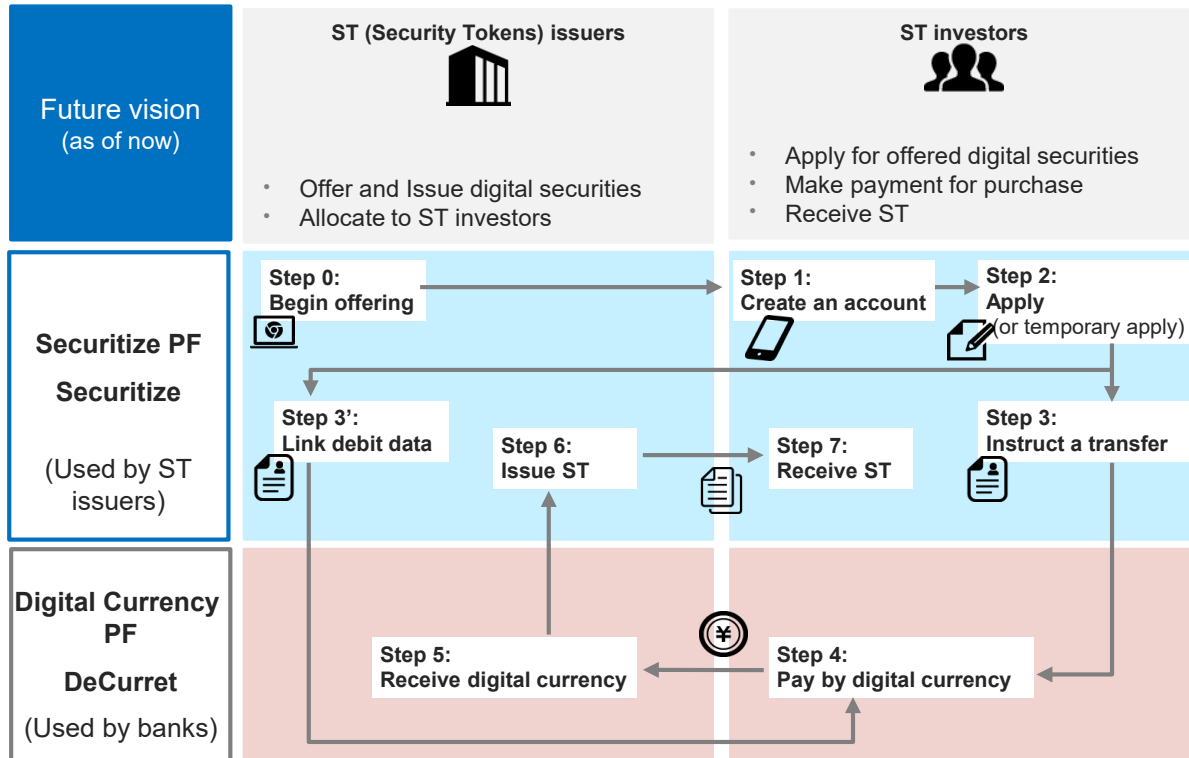 Future vision
(as of now)
ST (Security Tokens) issuers
• Offer and Issue digital securities
• Allocate to ST investors
ST investors
• Apply for offered digital securities
• Make payment for purchase
• Receive ST
Securitize PF
Securitize
(Used by ST
issuers)
Step 0:
Begin offering
Step 1:
Create an account
Step 2:
Apply
(or temporary apply)
Step 3’:
Link debit data
Step 6:
Issue ST
Step 7:
Receive ST
Step 3:
Instruct a transfer
Digital Currency
PF
DeCurret
(Used by banks)
Step 5:
Receive digital currency
¥
Step 4:
Pay by digital currency